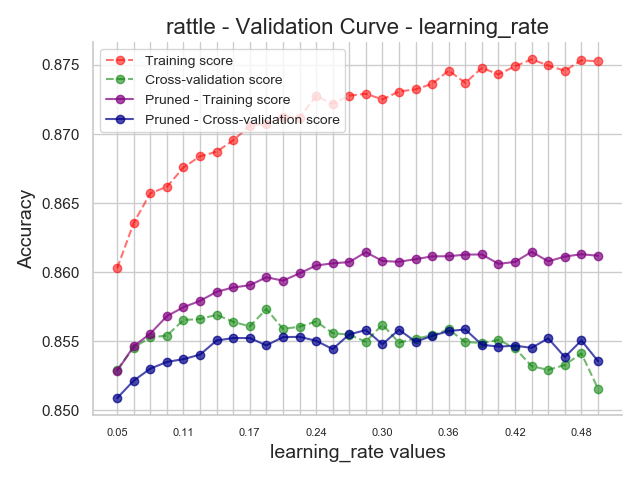 rattle - Validation Curve - learning_rate
Training score
Cross-validation score
Pruned - Training score
Pruned - Cross-validation score
0.875
0.870
0.865
0.860
0.855
0.850
Accuracy
0.05 0.11 0.17 0.24 0.30 0.36 0.42 0.48
learning_rate values